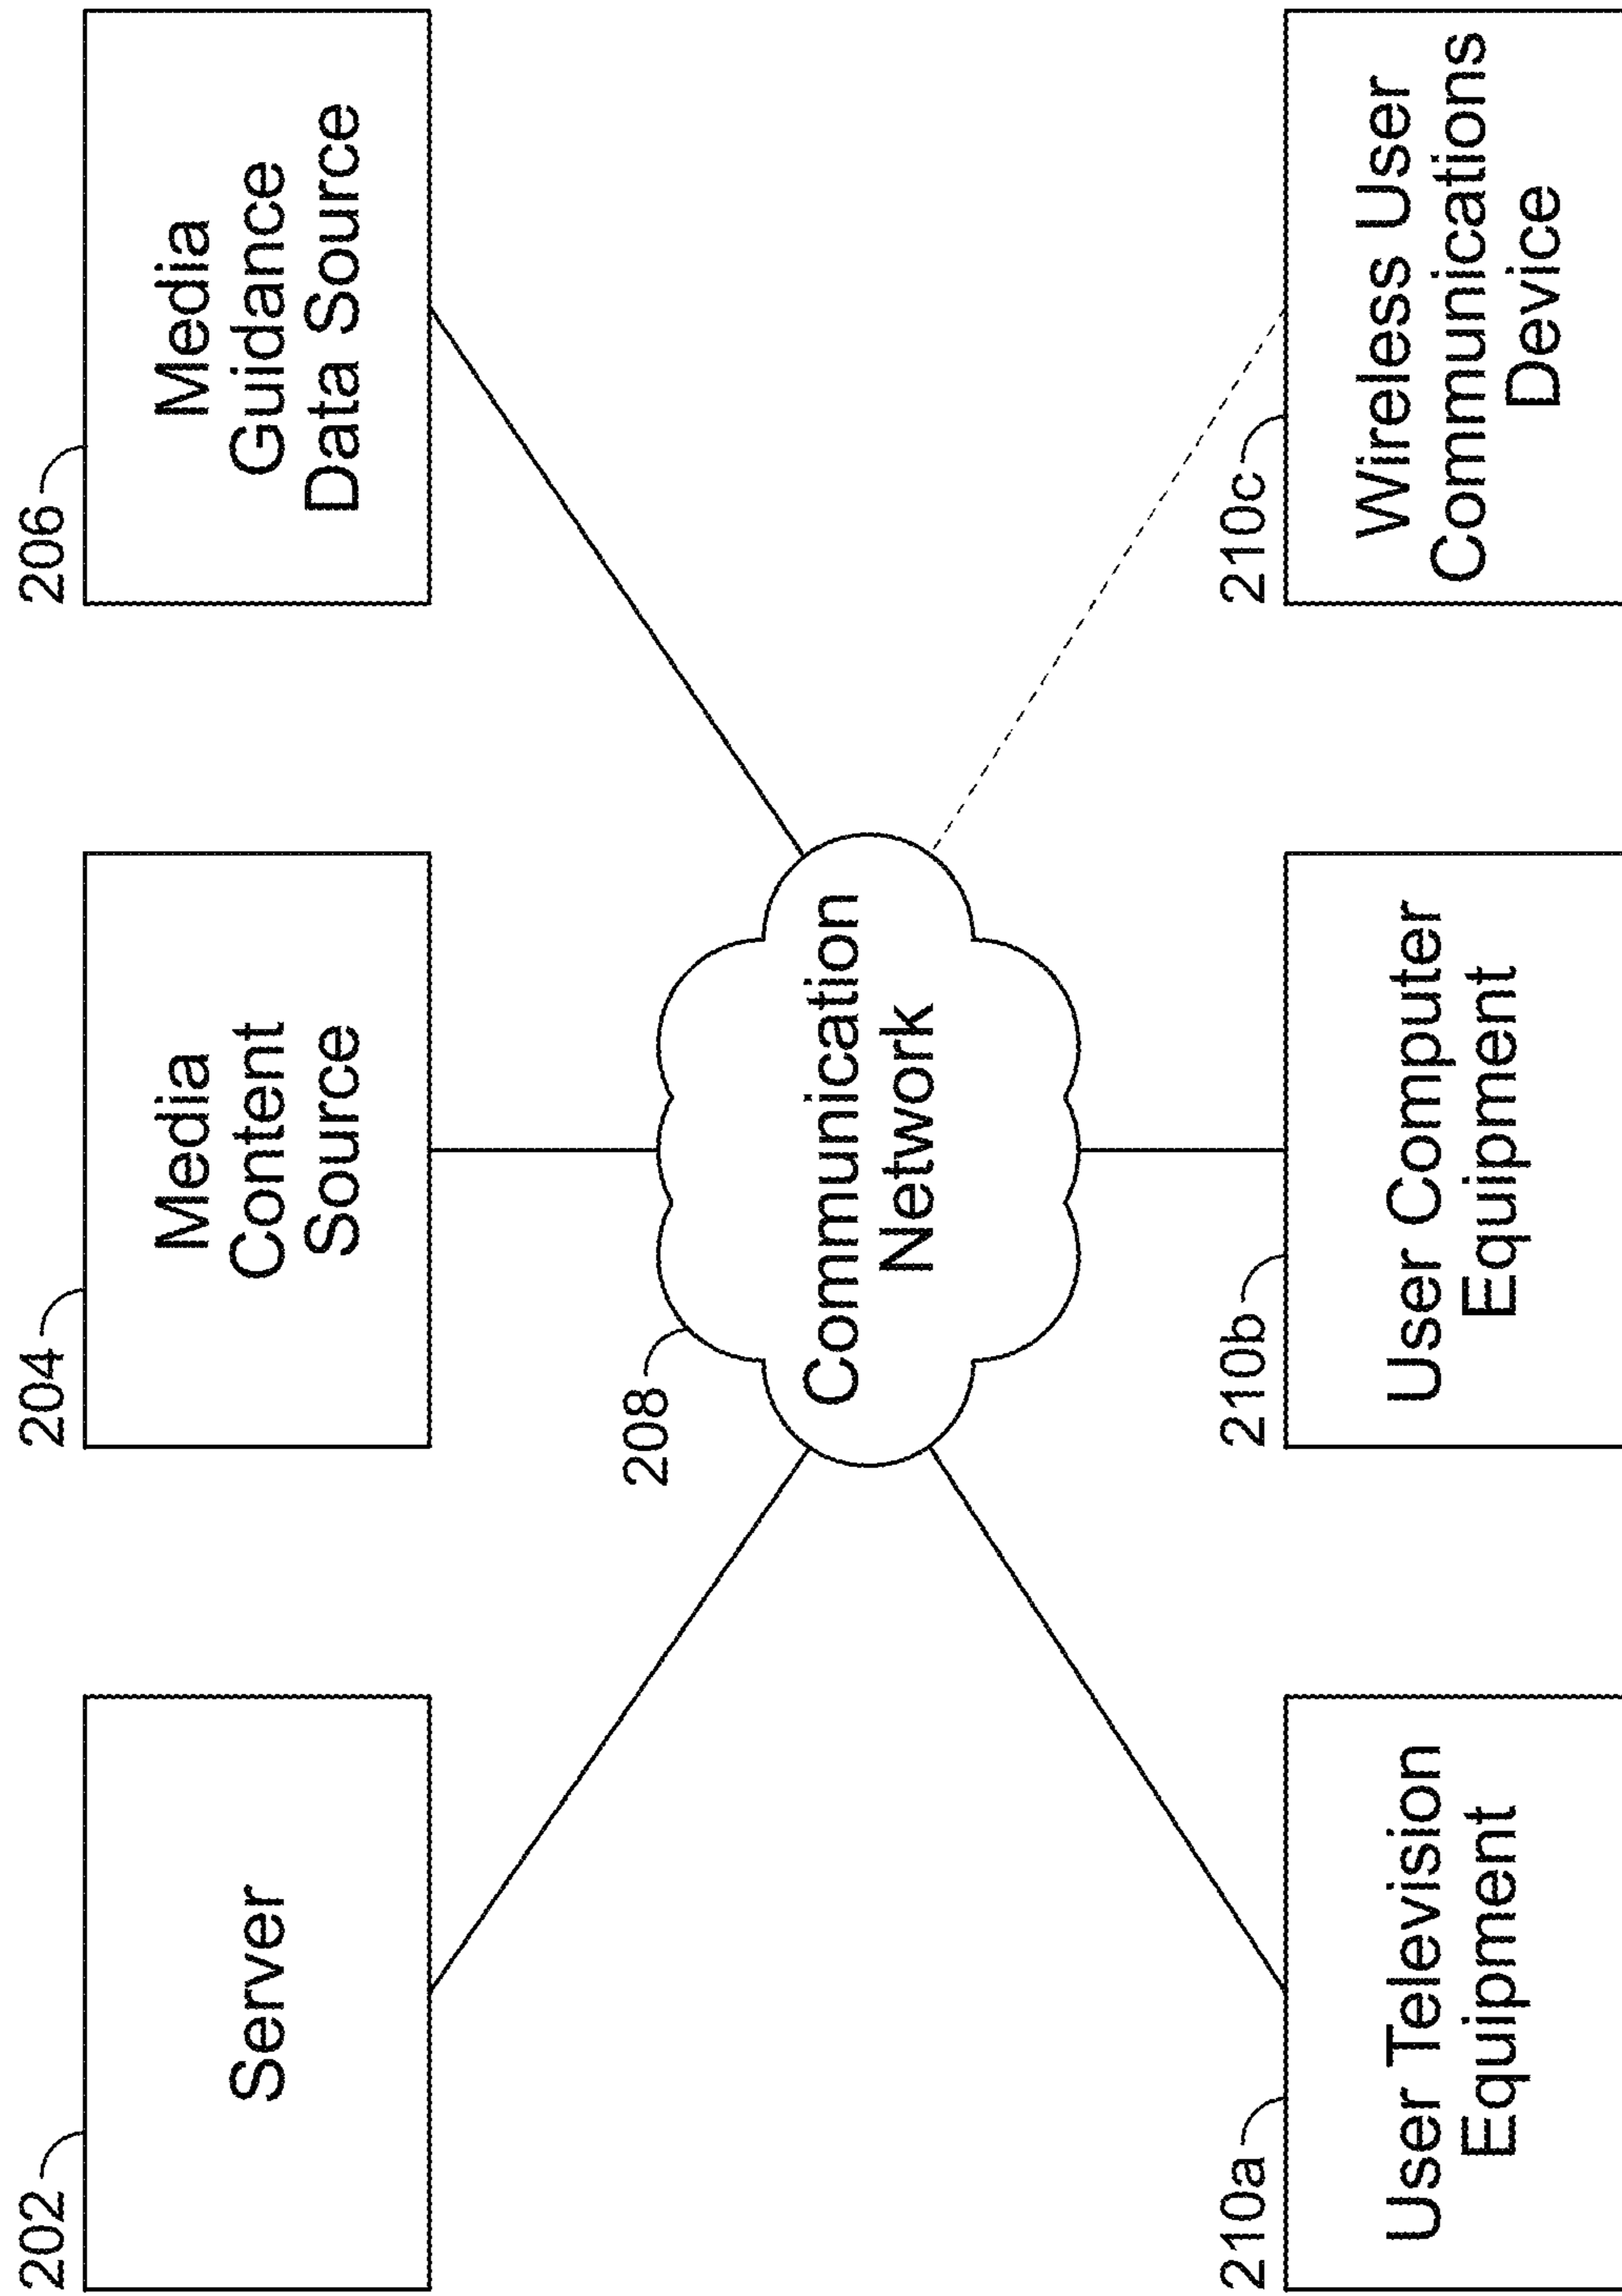 202
Server
204
Media
Content
Source
206
Media
Guidance
Data Source
208
Communication
Network
210a
User Television
Equipment
210b
User Computer
Equipment
210c
Wireless User
Communications
Device